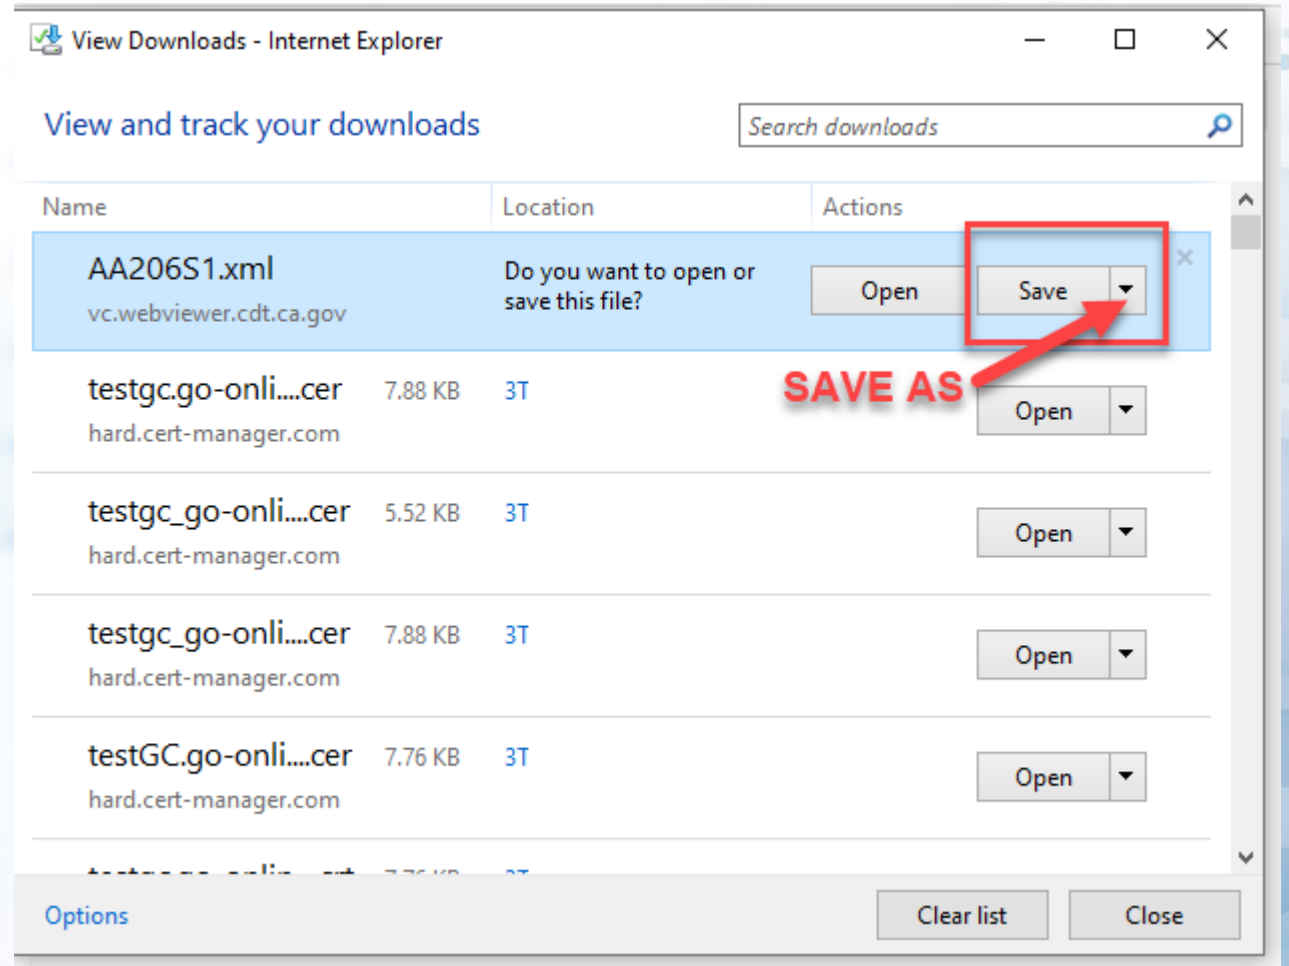 View Downloads - Internet Explorer
View and track your downloads
Search downloads
Name Location Actions
AA206S1.xml
vc.webviewer.cdt.ca.gov
Do you want to open or
save this file?
Open Save
SAVE AS
testgc.go-onli....cer 7.88 KB 3T Open
hard.cert-manager.com
testgc_go-onli....cer 5.52 KB 3T Open
hard.cert-manager.com
testgc_go-onli....cer 7.88 KB 3T Open
hard.cert-manager.com
testGC.go-onli....cer 7.76 KB 3T Open
hard.cert-manager.com
Options Clear list Close